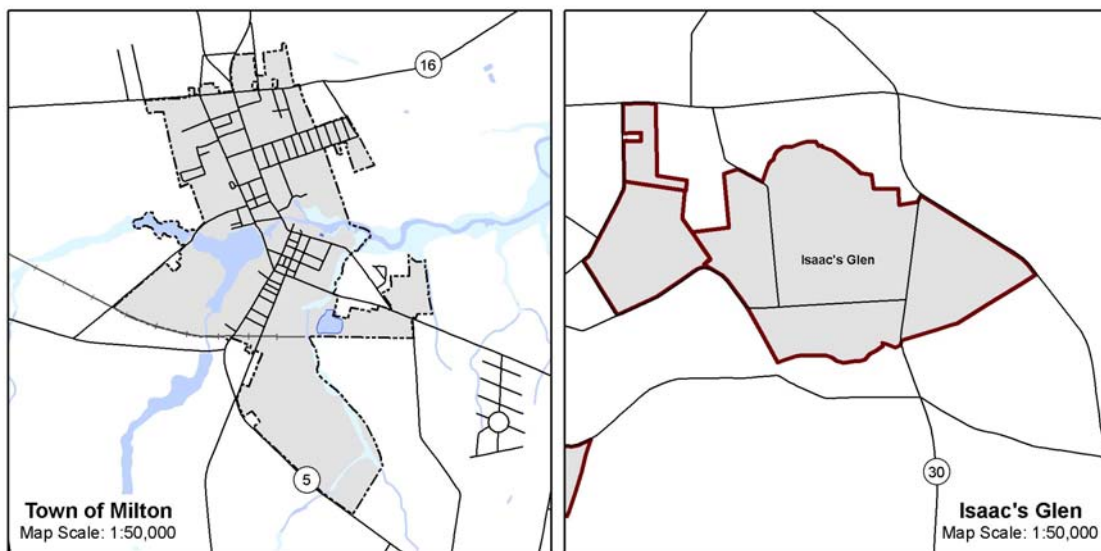 16
5
Town of Milton
Map Scale: 1:50,000
Isaac's Glen
30
Isaac's Glen
Map Scale: 1:50,000